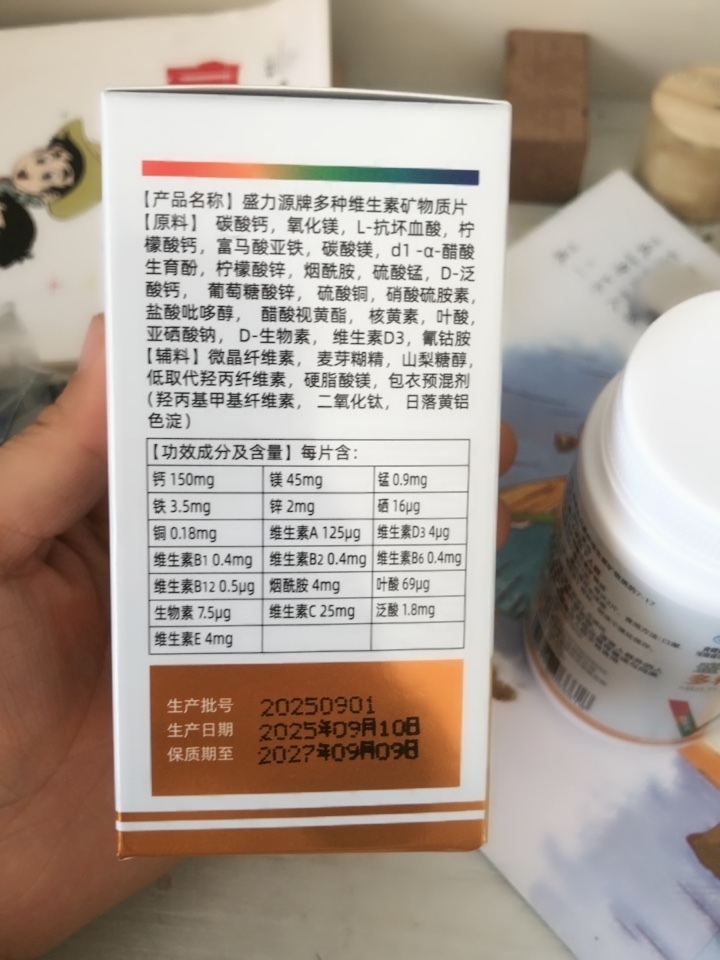 【产品名称】盛力源牌多种维生素矿物质片
【原料】 碳酸钙，氧化镁，L-抗坏血酸，柠
檬酸钙，富马酸亚铁，碳酸镁，d1 -α-醋酸
生育酚，柠檬酸锌，烟酰胺，硫酸锰，D-泛
酸钙， 葡萄糖酸锌， 硫酸铜，硝酸硫胺素，
盐酸吡哆醇， 醋酸视黄酯， 核黄素，叶酸，
亚硒酸钠， D-生物素， 维生素D3，氰钴胺
【辅料】微晶纤维素， 麦芽糊精，山梨糖醇，
低取代羟丙纤维素，硬脂酸镁，包衣预混剂
（羟丙基甲基纤维素， 二氧化钛， 日落黄铝
色淀）
【功效成分及含量】每片含：
钙 150mg 镁 45mg 锰 0.9mg
铁 3.5mg 锌 2mg 硒 16μg
铜 0.18mg 维生素A 125μg 维生素D3 4μg
维生素B1 0.4mg 维生素B2 0.4mg 维生素B6 0.4mg
维生素B12 0.5μg 烟酰胺 4mg 叶酸 69μg
生物素 7.5μg 维生素C 25mg 泛酸 1.8mg
维生素E 4mg
生产批号 20250901
生产日期 2025年09月10日
保质期至 2027年09月09日